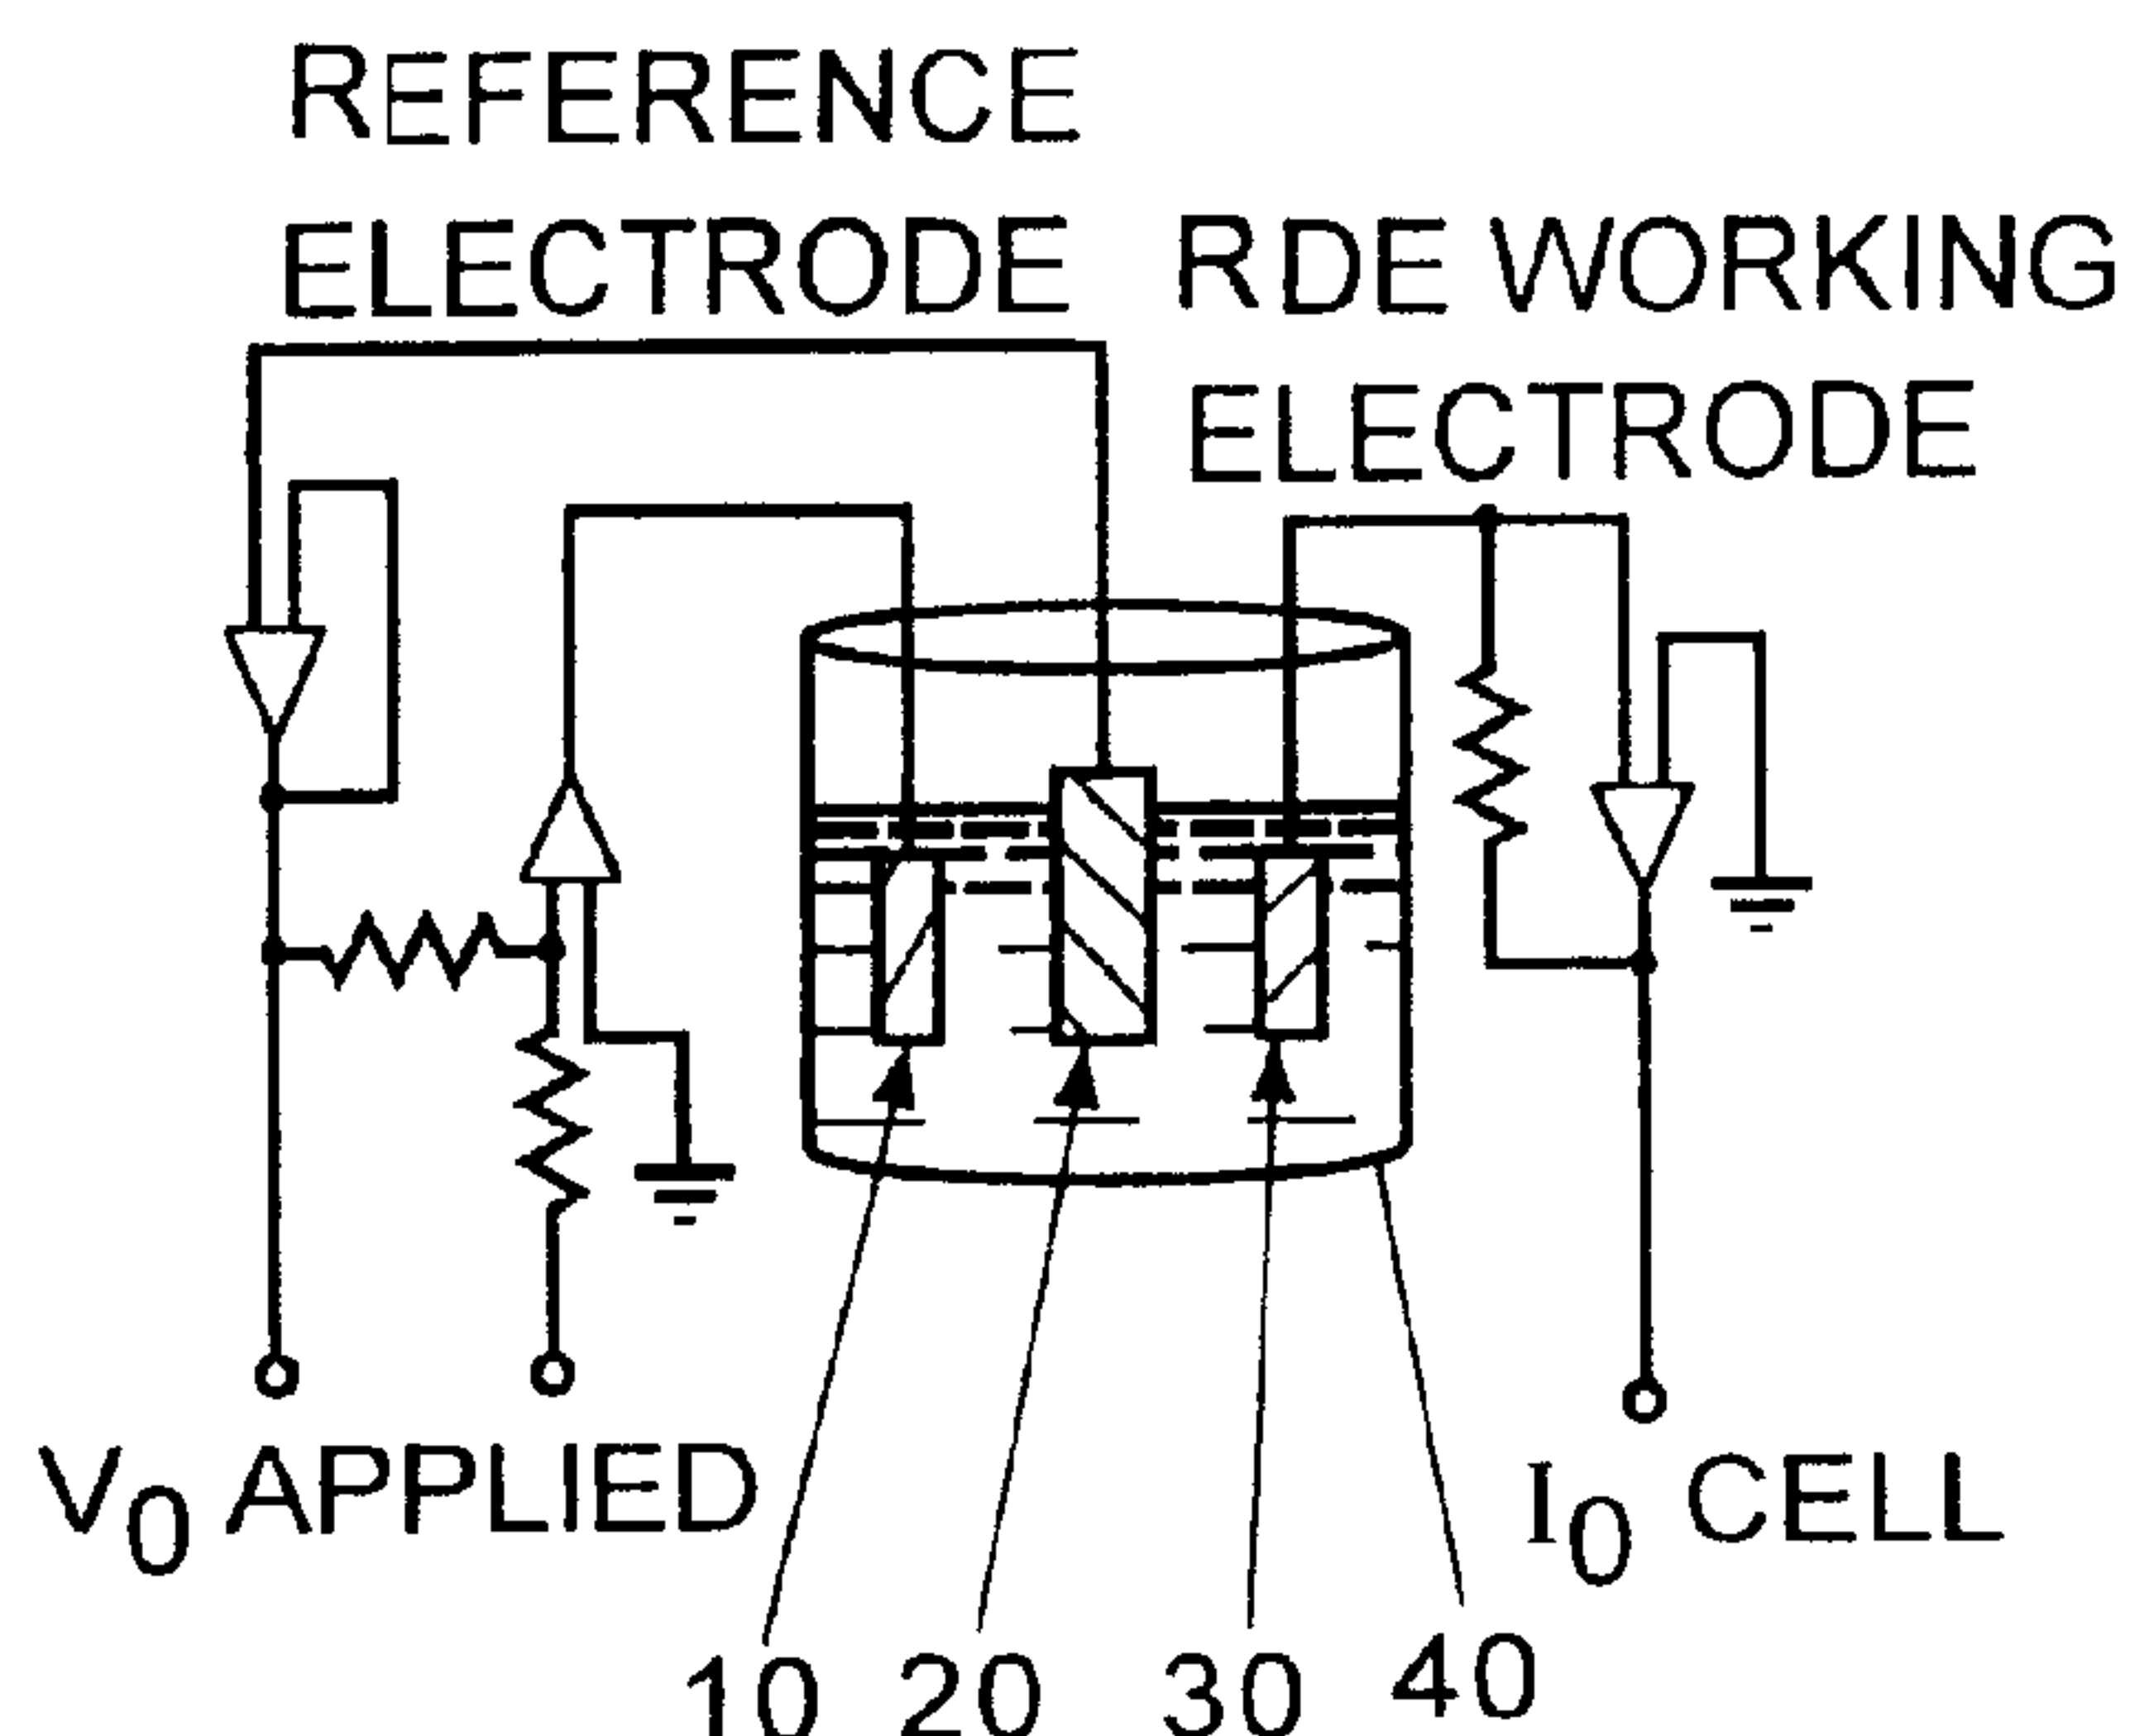 REFERENCE
ELECTRODE
RDE WORKING
ELECTRODE
V0 APPLIED
I0 CELL
10 20 30 40